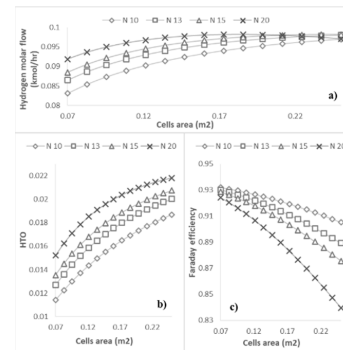 N 10 N 13 N 15 N 20
Hydrogen molar flow
(kmol/hr)
0.1
0.095
0.09
0.085
0.08
0.07 0.12 0.17 0.22
Cells area (m2)
a)
N 10 N 13 N 15 N 20
HTO
0.022
0.02
0.018
0.016
0.014
0.012
0.01
0.07 0.12 0.17 0.22
Cells area (m2)
b)
N 10 N 13 N 15 N 20
Faraday efficiency
0.95
0.93
0.91
0.89
0.87
0.85
0.83
0.07 0.12 0.17 0.22
Cells area (m2)
c)